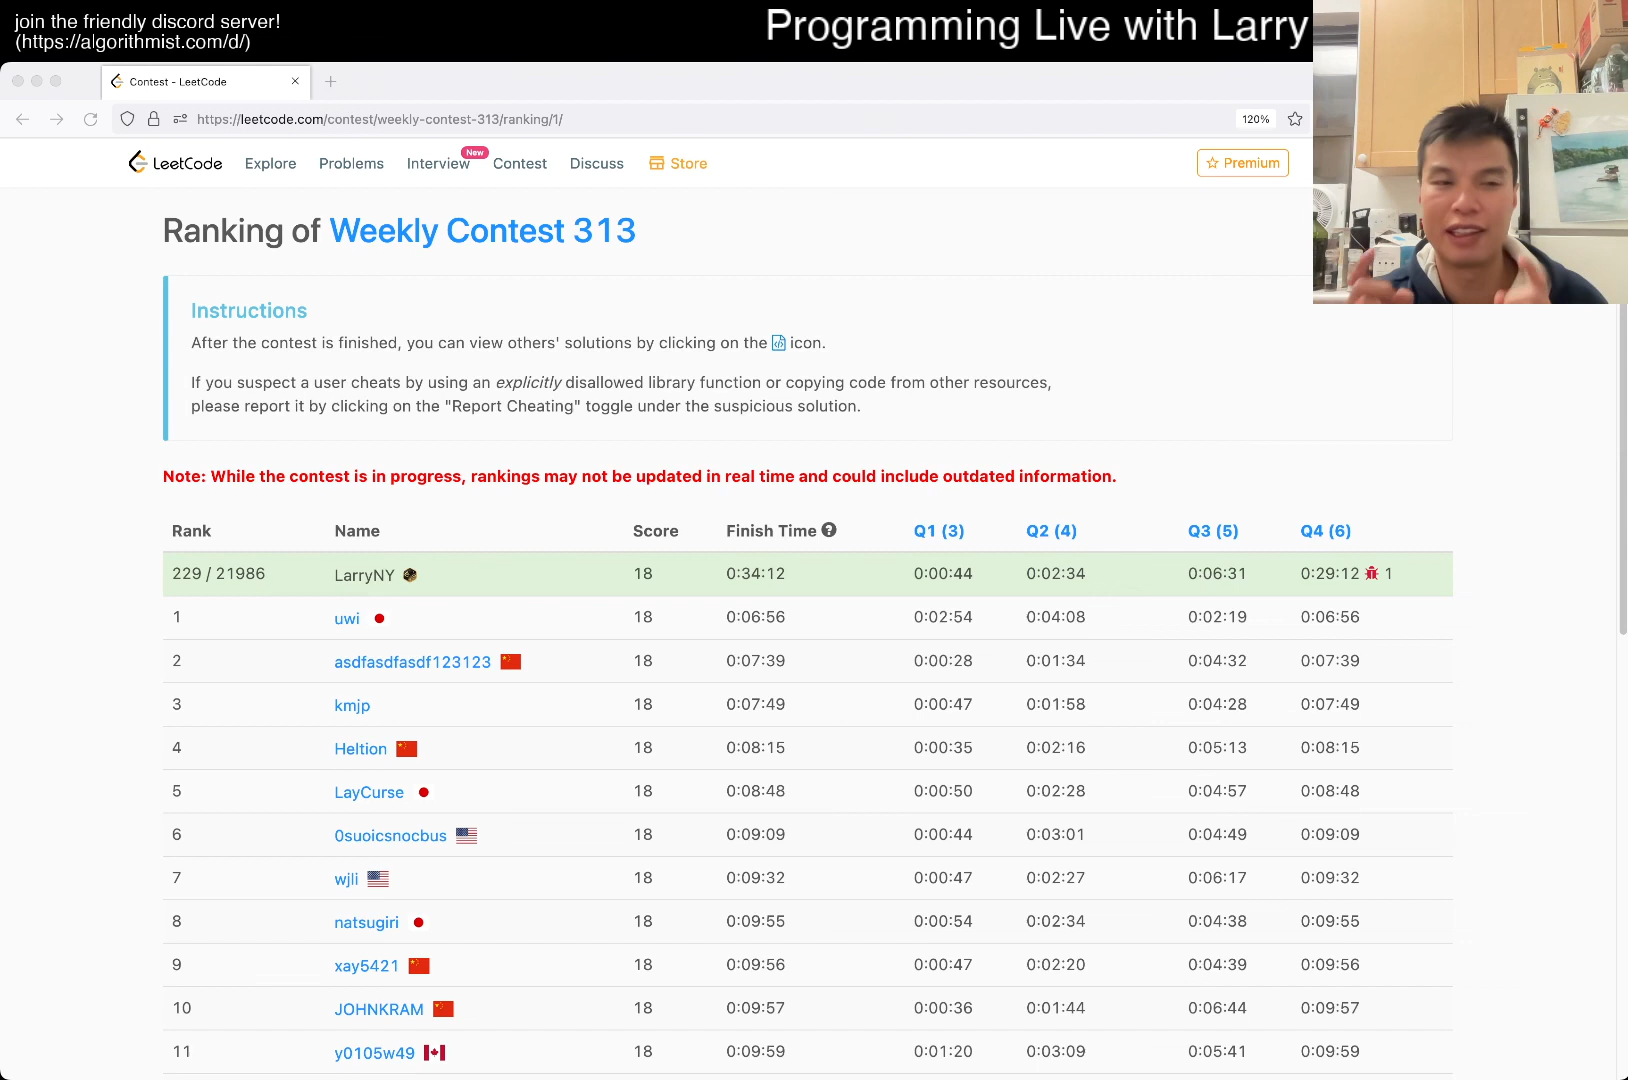 join the friendly discord server!
(https://algorithmist.com/d/)
Programming Live with Larry
Contest - LeetCode
https://leetcode.com/contest/weekly-contest-313/ranking/1/
120%
LeetCode Explore Problems Interview New Contest Discuss Store Premium
Ranking of Weekly Contest 313
Instructions
After the contest is finished, you can view others' solutions by clicking on the icon.
If you suspect a user cheats by using an explicitly disallowed library function or copying code from other resources,
please report it by clicking on the "Report Cheating" toggle under the suspicious solution.
Note: While the contest is in progress, rankings may not be updated in real time and could include outdated information.
Rank Name Score Finish Time Q1 (3) Q2 (4) Q3 (5) Q4 (6)
229 / 21986 LarryNY 18 0:34:12 0:00:44 0:02:34 0:06:31 0:29:12 1
1 uwi 18 0:06:56 0:02:54 0:04:08 0:02:19 0:06:56
2 asdfasdfasdf123123 18 0:07:39 0:00:28 0:01:34 0:04:32 0:07:39
3 kmjp 18 0:07:49 0:00:47 0:01:58 0:04:28 0:07:49
4 Heltion 18 0:08:15 0:00:35 0:02:16 0:05:13 0:08:15
5 LayCurse 18 0:08:48 0:00:50 0:02:28 0:04:57 0:08:48
6 0suoicsnocbus 18 0:09:09 0:00:44 0:03:01 0:04:49 0:09:09
7 wjli 18 0:09:32 0:00:47 0:02:27 0:06:17 0:09:32
8 natsugiri 18 0:09:55 0:00:54 0:02:34 0:04:38 0:09:55
9 xay5421 18 0:09:56 0:00:47 0:02:20 0:04:39 0:09:56
10 JOHNKRAM 18 0:09:57 0:00:36 0:01:44 0:06:44 0:09:57
11 y0105w49 18 0:09:59 0:01:20 0:03:09 0:05:41 0:09:59